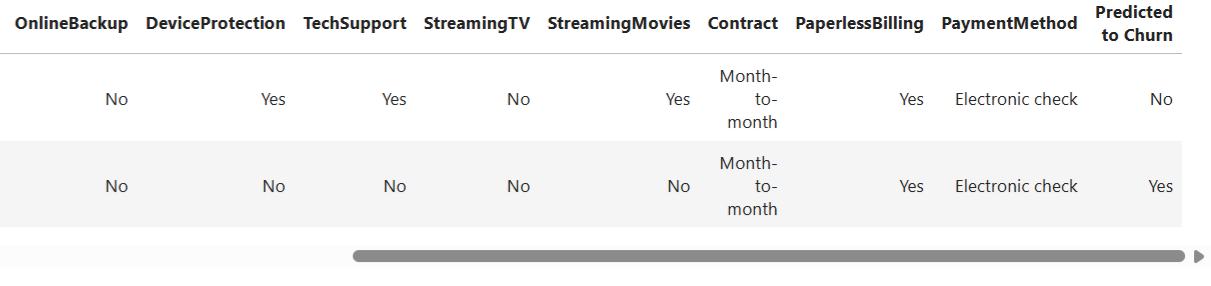 OnlineBackup DeviceProtection TechSupport StreamingTV StreamingMovies Contract PaperlessBilling PaymentMethod Predicted to Churn
No Yes Yes No Yes Month-to-month Yes Electronic check No
No No No No No Month-to-month Yes Electronic check Yes